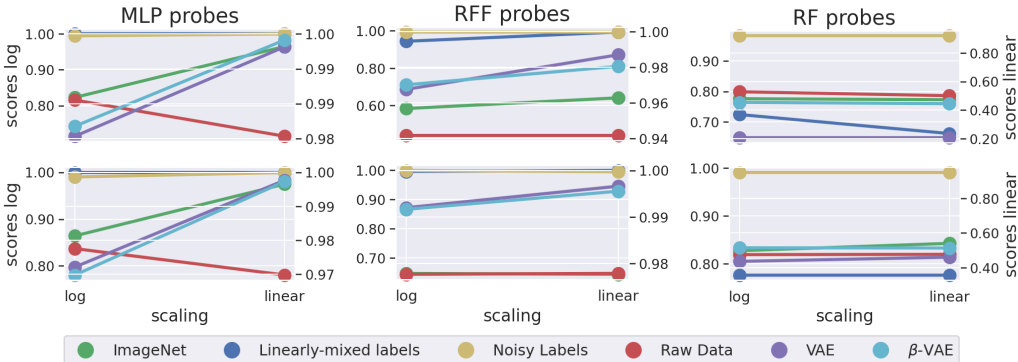 MLP probes
RFF probes
RF probes
scores log
1.00
0.90
0.80
1.00
0.99
0.99
0.98
1.00
0.80
0.60
1.00
0.98
0.96
0.94
0.90
0.80
0.70
0.80
0.60
0.40
0.20
scores linear
scores log
1.00
0.90
0.80
1.00
0.99
0.98
0.97
1.00
0.90
0.80
0.70
1.00
0.99
0.98
1.00
0.90
0.80
0.80
0.60
0.40
scores linear
log linear
log linear
log linear
scaling
scaling
scaling
ImageNet Linearly-mixed labels Noisy Labels Raw Data VAE β-VAE